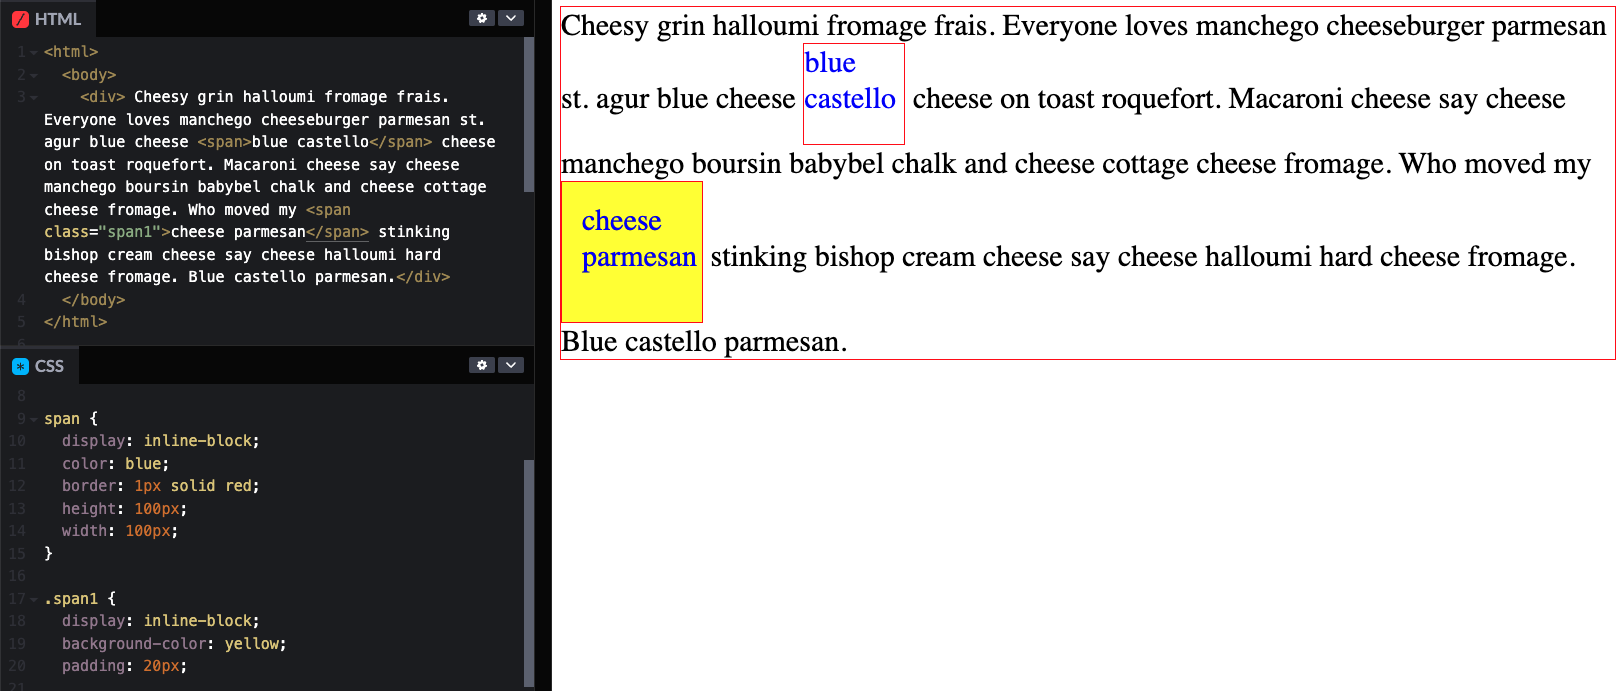 HTML
1 <html>
2 <body>
3 <div> Cheesy grin halloumi fromage frais.
Everyone loves manchego cheeseburger parmesan st.
agur blue cheese <span>blue castello</span> cheese
on toast roquefort. Macaroni cheese say cheese
manchego boursin babybel chalk and cheese cottage
cheese fromage. Who moved my <span
class="span1">cheese parmesan</span> stinking
bishop cream cheese say cheese halloumi hard
cheese fromage. Blue castello parmesan.</div>
4 </body>
5 </html>
6
CSS
8
9 span {
10 display: inline-block;
11 color: blue;
12 border: 1px solid red;
13 height: 100px;
14 width: 100px;
15 }
16
17 .span1 {
18 display: inline-block;
19 background-color: yellow;
20 padding: 20px;
21
Cheesy grin halloumi fromage frais. Everyone loves manchego cheeseburger parmesan
blue
st. agur blue cheese castello cheese on toast roquefort. Macaroni cheese say cheese
manchego boursin babybel chalk and cheese cottage cheese fromage. Who moved my
cheese
parmesan stinking bishop cream cheese say cheese halloumi hard cheese fromage.
Blue castello parmesan.